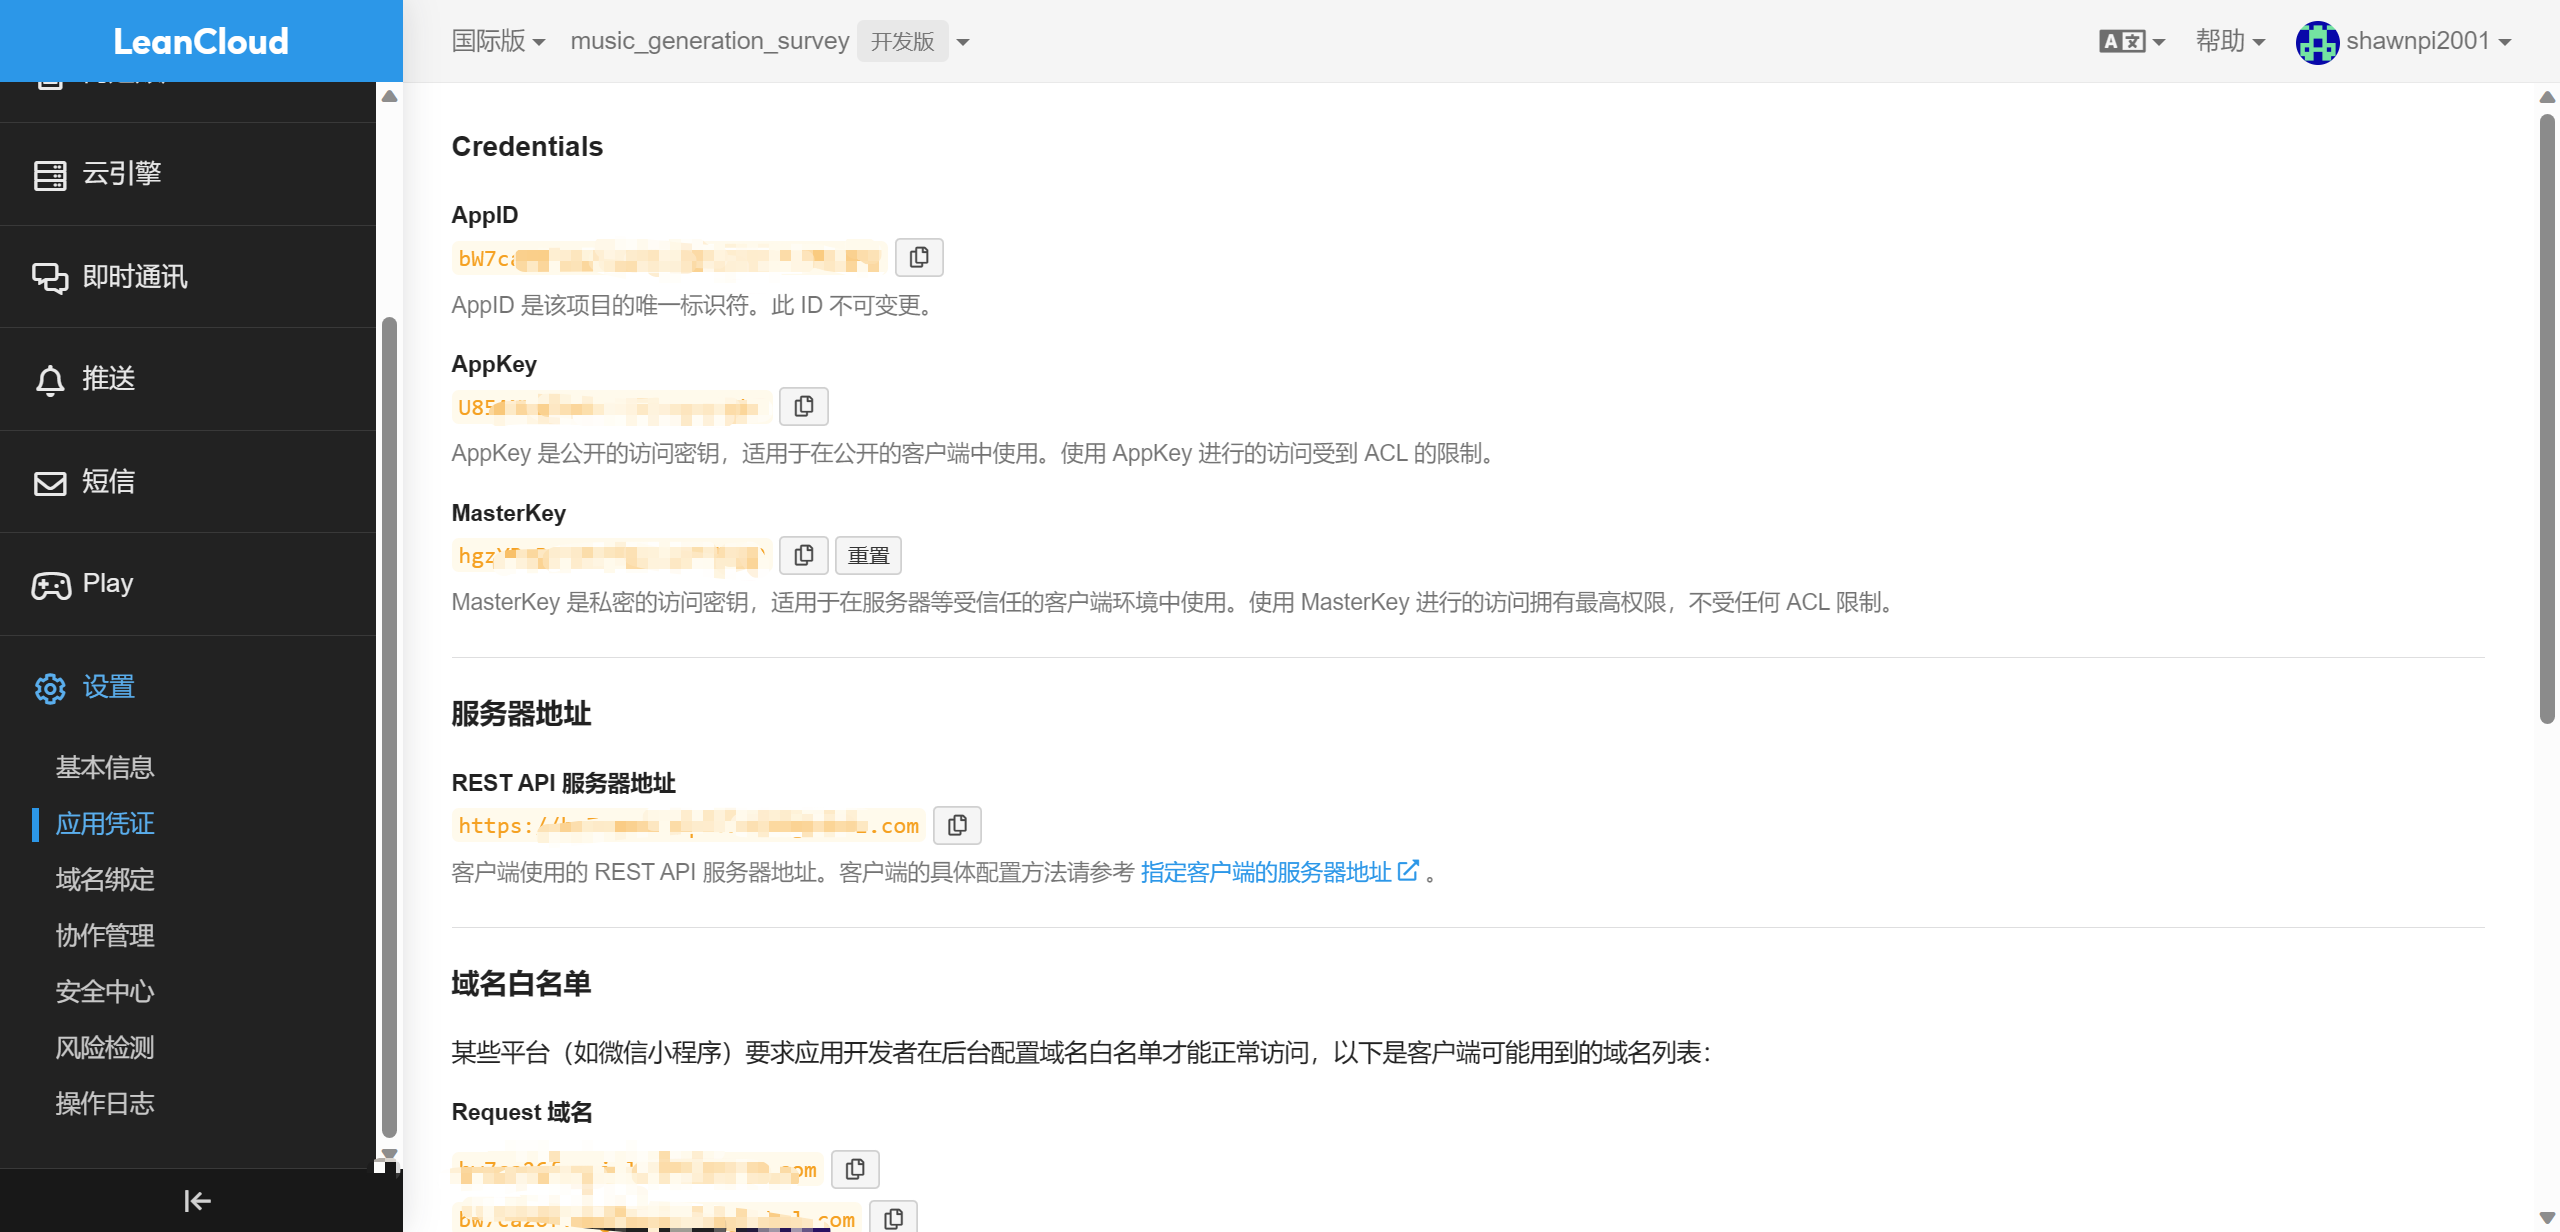 LeanCloud
国际版
music_generation_survey
开发版
帮助
shawnpi2001
云引擎
即时通讯
推送
短信
Play
设置
基本信息
应用凭证
域名绑定
协作管理
安全中心
风险检测
操作日志
Credentials
AppID
AppID 是该项目的唯一标识符。此 ID 不可变更。
AppKey
AppKey 是公开的访问密钥，适用于在公开的客户端中使用。使用 AppKey 进行的访问受到 ACL 的限制。
MasterKey
重置
MasterKey 是私密的访问密钥，适用于在服务器等受信任的客户端环境中使用。使用 MasterKey 进行的访问拥有最高权限，不受任何 ACL 限制。
服务器地址
REST API 服务器地址
https:// .com
客户端使用的 REST API 服务器地址。客户端的具体配置方法请参考 指定客户端的服务器地址 。
域名白名单
某些平台（如微信小程序）要求应用开发者在后台配置域名白名单才能正常访问，以下是客户端可能用到的域名列表：
Request 域名